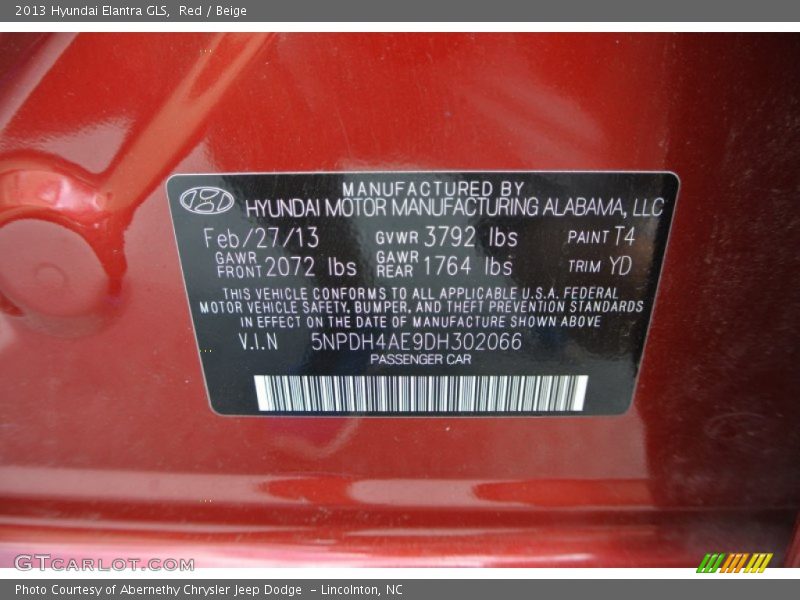 2013 Hyundai Elantra GLS, Red / Beige
MANUFACTURED BY
HYUNDAI MOTOR MANUFACTURING ALABAMA, LLC
Feb/27/13 GVWR 3792 lbs PAINT T4
GAWR FRONT 2072 lbs GAWR REAR 1764 lbs TRIM YD
THIS VEHICLE CONFORMS TO ALL APPLICABLE U.S.A. FEDERAL
MOTOR VEHICLE SAFETY, BUMPER, AND THEFT PREVENTION STANDARDS
IN EFFECT ON THE DATE OF MANUFACTURE SHOWN ABOVE
V.I.N 5NPDH4AE9DH302066
PASSENGER CAR
GTCARLOT.COM
Photo Courtesy of Abernethy Chrysler Jeep Dodge - Lincolnton, NC